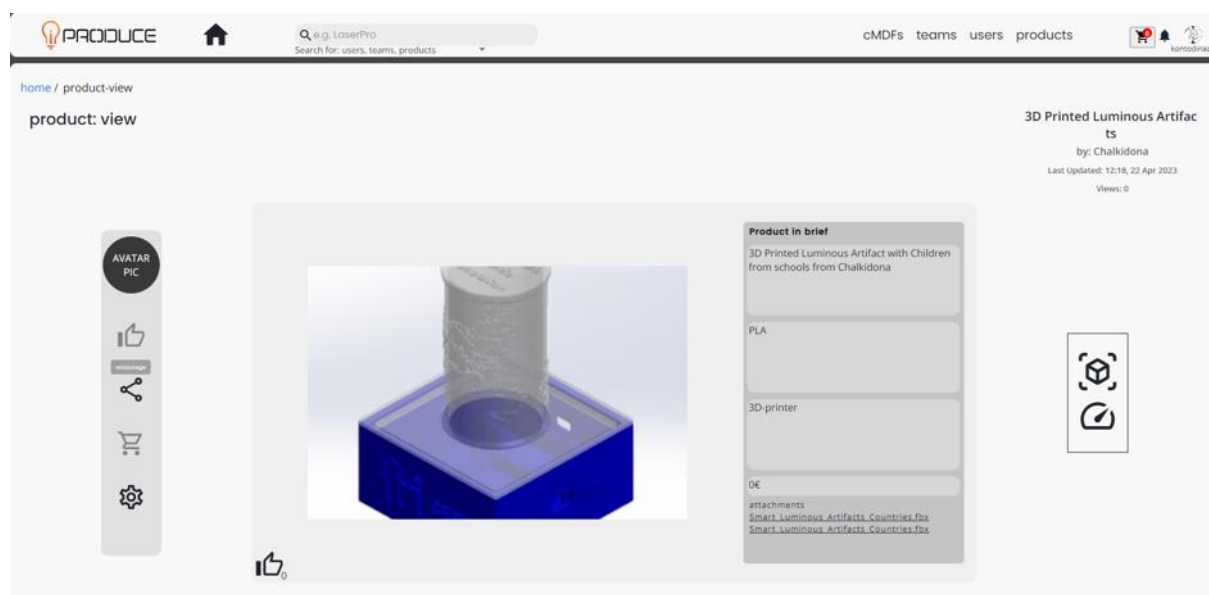 iPRODUCE
e.g. LaserPro
Search for: users, teams, products
cMDFs teams users products
home / product-view
product: view
3D Printed Luminous Artifac
ts
by: Chalkidona
Last Updated: 12:18, 22 Apr 2023
Views: 0
AVATAR
PIC
Product in brief
3D Printed Luminous Artifact with Children
from schools from Chalkidona
PLA
3D-printer
0€
attachments
Smart_Luminous_Artifacts_Countries.fbx
Smart_Luminous_Artifacts_Countries.fbx
0